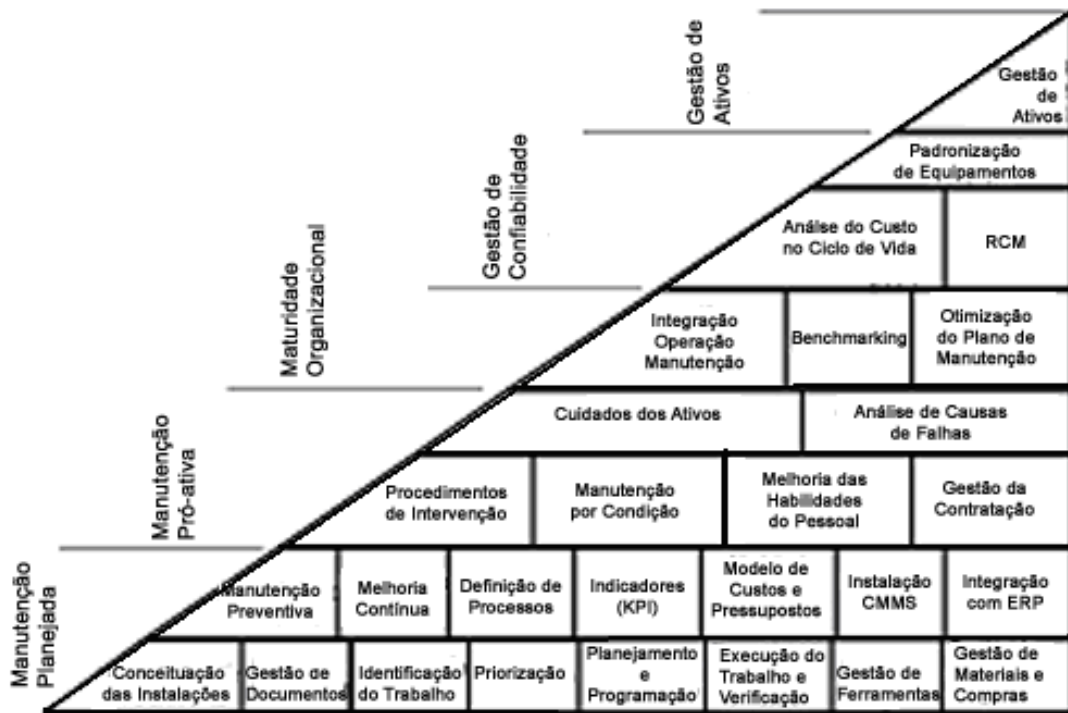 Gestão de
Ativos
Gestão
de
Ativos
Padronização
de Equipamentos
Gestão de
Confiabilidade
Análse do Custo
no Ciclo de Vida
RCM
Maturidade
Organizacional
Integração
Operação
Manutenção
Benchmarking
Otimização
do Plano de
Manutenção
Manutenção
Pró-ativa
Cuidados dos Ativos
Análise de Causas
de Falhas
Procedimentos
de Intervenção
Manutenção
por Condição
Melhoria das
Habilidades
do Pessoal
Gestão da
Contratação
Manutenção
Planejada
Manutenção
Preventiva
Melhoria
Contínua
Definição de
Processos
Indicadores
(KPI)
Modelo de
Custos e
Pressupostos
Instalação
CMMS
Integração
com ERP
Conceituação
das Instalações
Gestão de
Documentos
Identificação
do Trabalho
Priorização
Planejamento
e
Programação
Execução do
Trabalho e
Verificação
Gestão de
Ferramentas
Gestão de
Materiais e
Compras